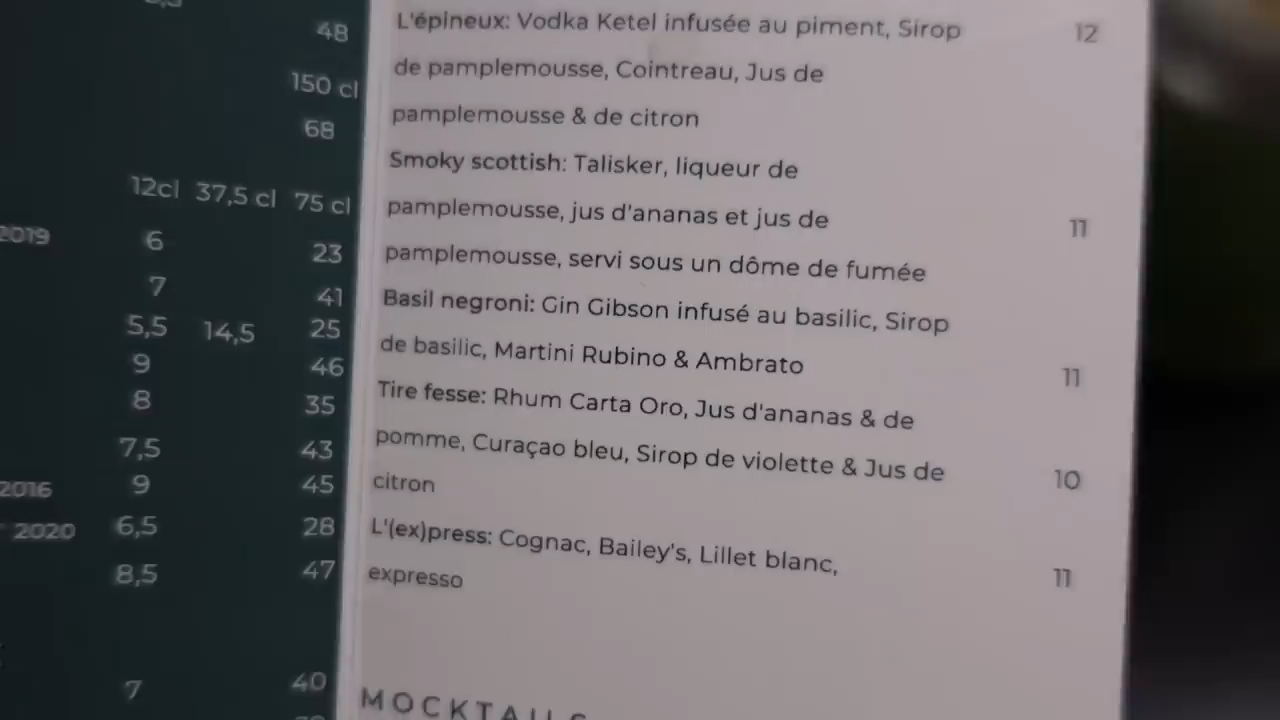 48
150 cl
68
12cl 37,5 cl 75 cl
2019 6 23
7 41
5,5 14,5 25
9 46
8 35
7,5 43
2016 9 45
2020 6,5 28
8,5 47
7 40
L'épineux: Vodka Ketel infusée au piment, Sirop 12
de pamplemousse, Cointreau, Jus de
pamplemousse & de citron
Smoky scottish: Talisker, liqueur de
pamplemousse, jus d'ananas et jus de 11
pamplemousse, servi sous un dôme de fumée
Basil negroni: Gin Gibson infusé au basilic, Sirop
de basilic, Martini Rubino & Ambrato 11
Tire fesse: Rhum Carta Oro, Jus d'ananas & de
pomme, Curaçao bleu, Sirop de violette & Jus de 10
citron
L'(ex)press: Cognac, Bailey's, Lillet blanc, 11
expresso
MOCKTAILS